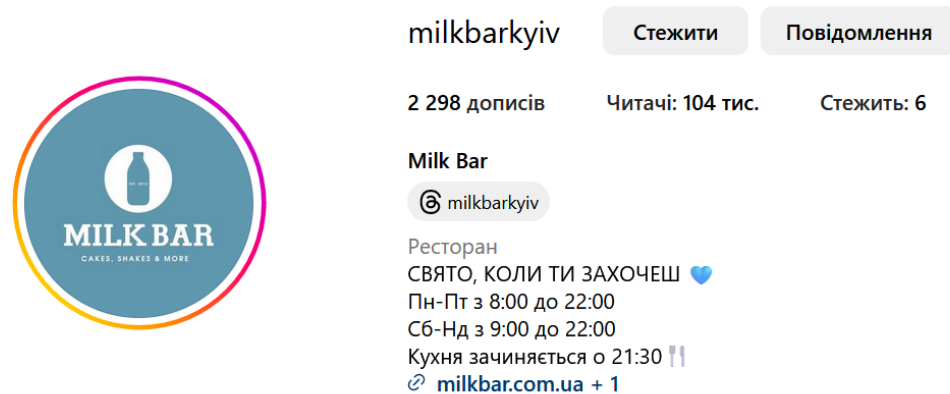 milkbarkyiv Стежити Повідомлення
2 298 дописів Читачі: 104 тис. Стежить: 6
Milk Bar
milkbarkyiv
Ресторан
СВЯТО, КОЛИ ТИ ЗАХОЧЕШ 💙
Пн-Пт з 8:00 до 22:00
Сб-Нд з 9:00 до 22:00
Кухня зачиняється о 21:30 🍴
milkbar.com.ua + 1
MILK BAR
CAKES, SHAKES & MORE